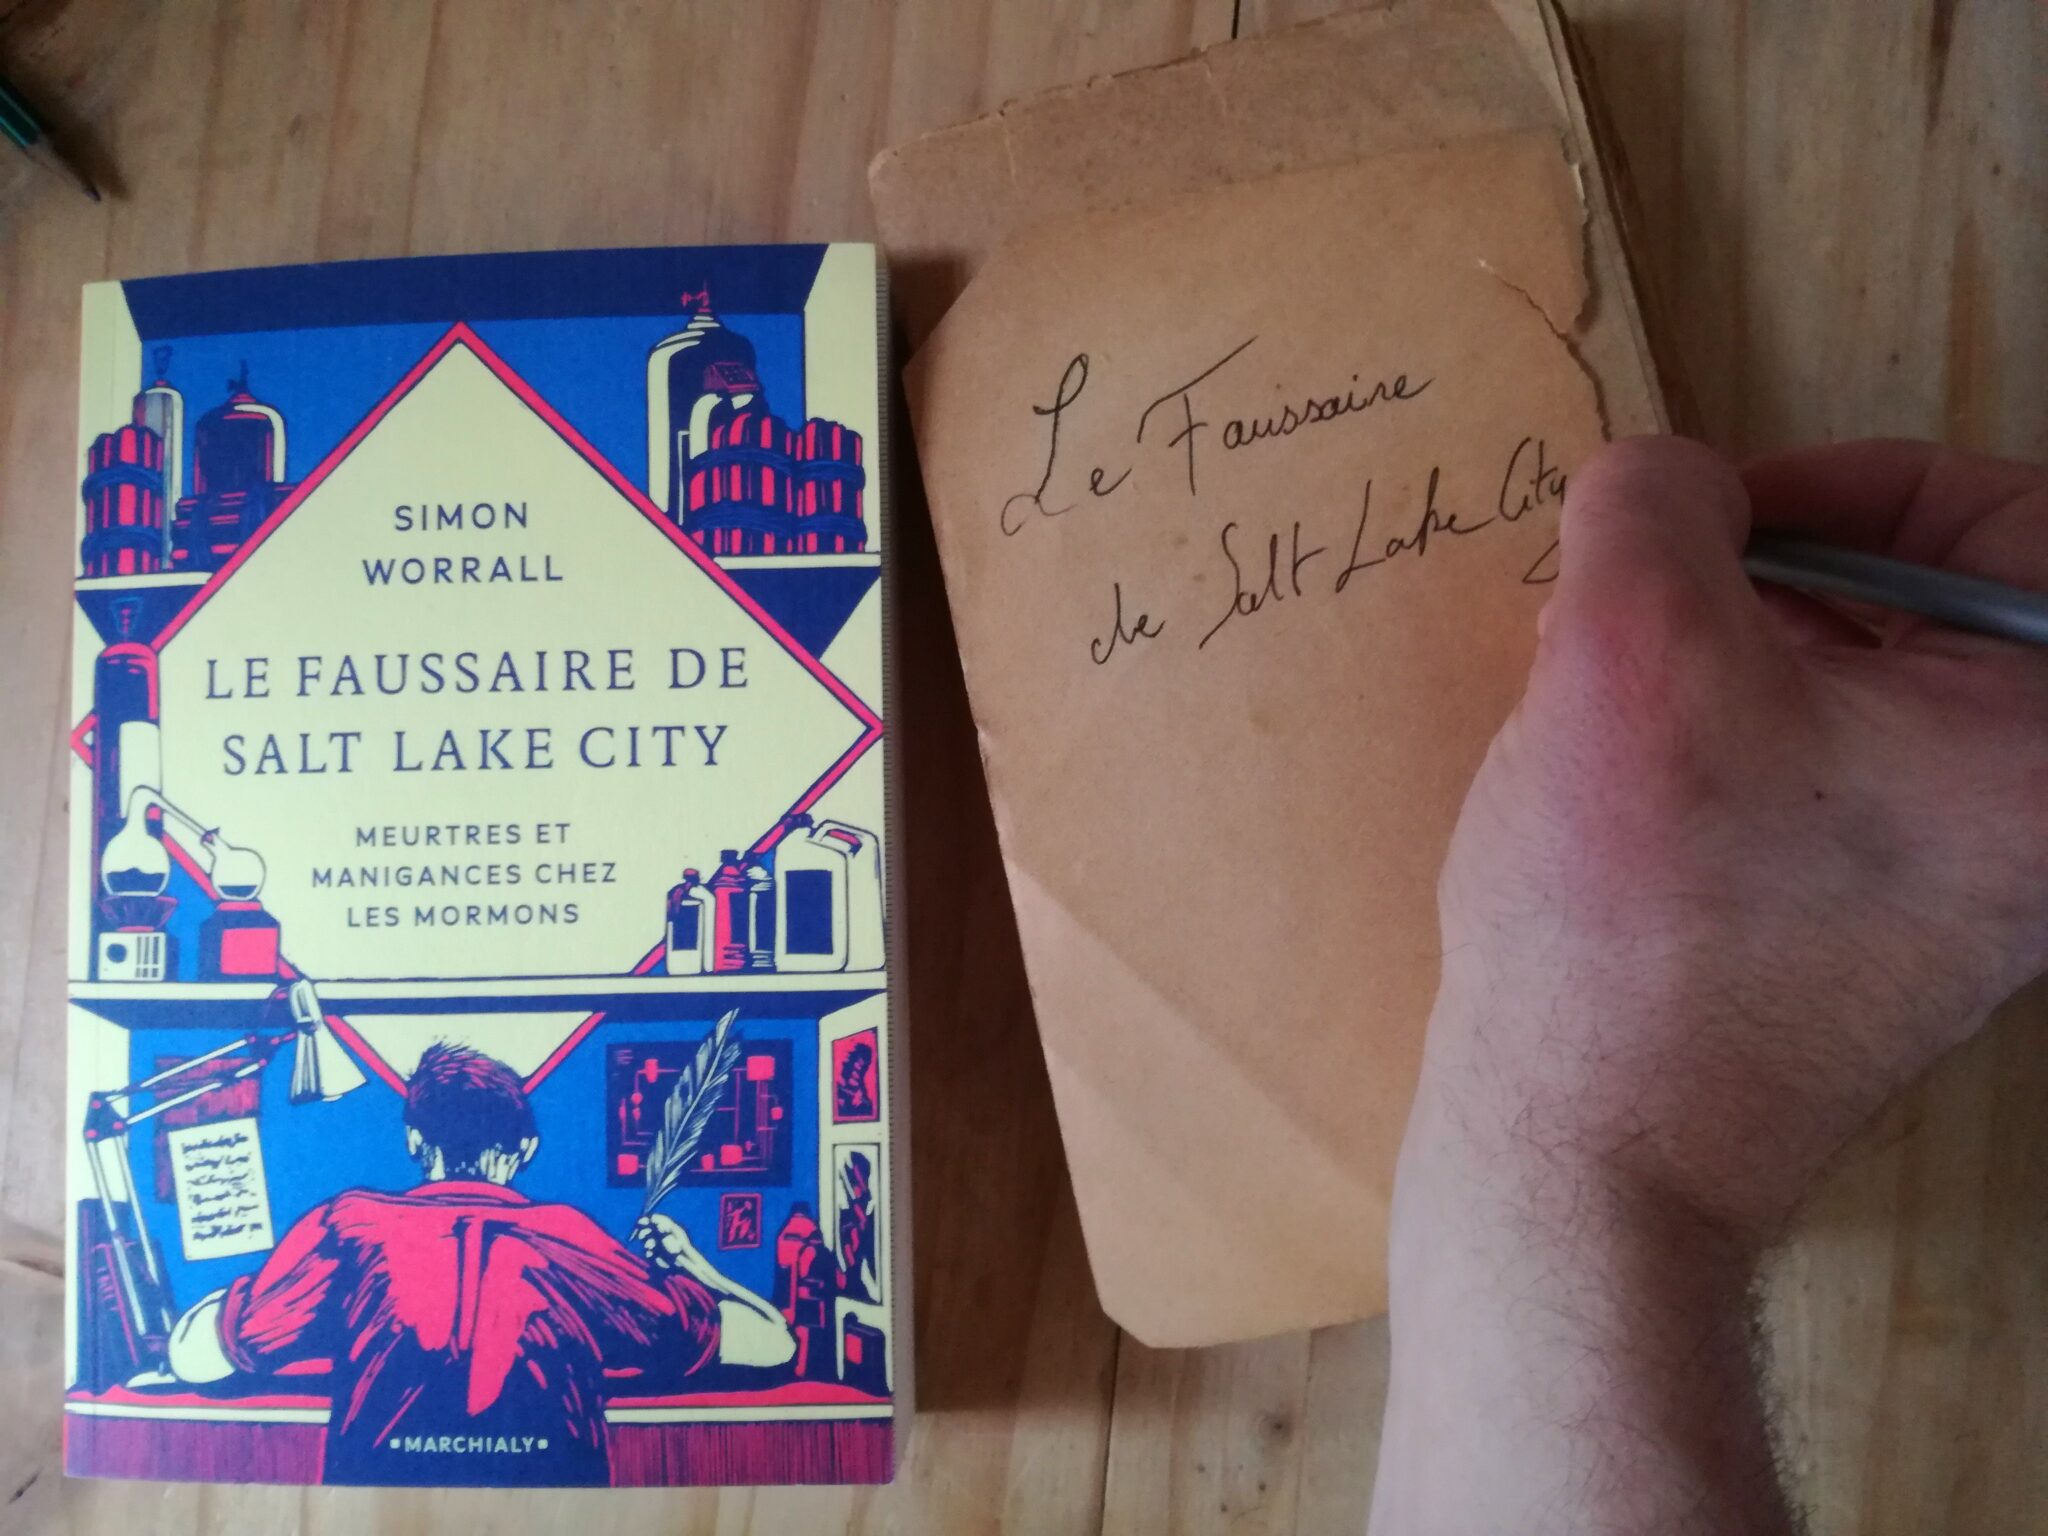 SIMON
WORRALL
LE FAUSSAIRE DE
SALT LAKE CITY
MEURTRES ET
MANIGANCES CHEZ
LES MORMONS
MARCHIALY
Le Faussaire
de Salt Lake City